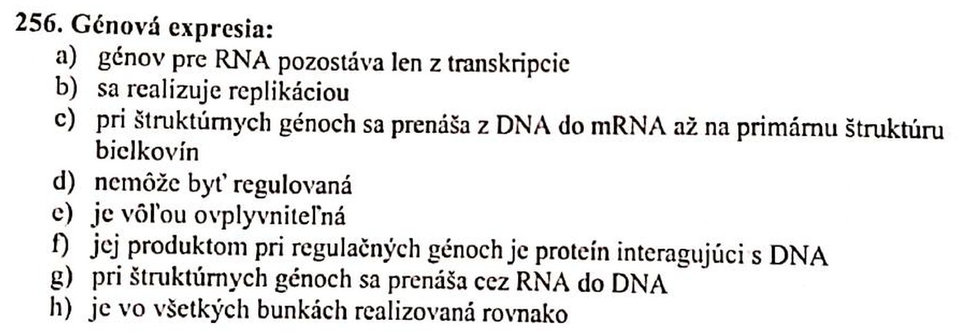 256. Génová expresia:
a) génov pre RNA pozostáva len z transkripcie
b) sa realizuje replikáciou
c) pri štruktúrnych génoch sa prenáša z DNA do mRNA až na primárnu štruktúru
bielkovín
d) nemôže byť regulovaná
e) je vôľou ovplyvniteľná
f) jej produktom pri regulačných génoch je proteín interagujúci s DNA
g) pri štruktúrnych génoch sa prenáša cez RNA do DNA
h) je vo všetkých bunkách realizovaná rovnako